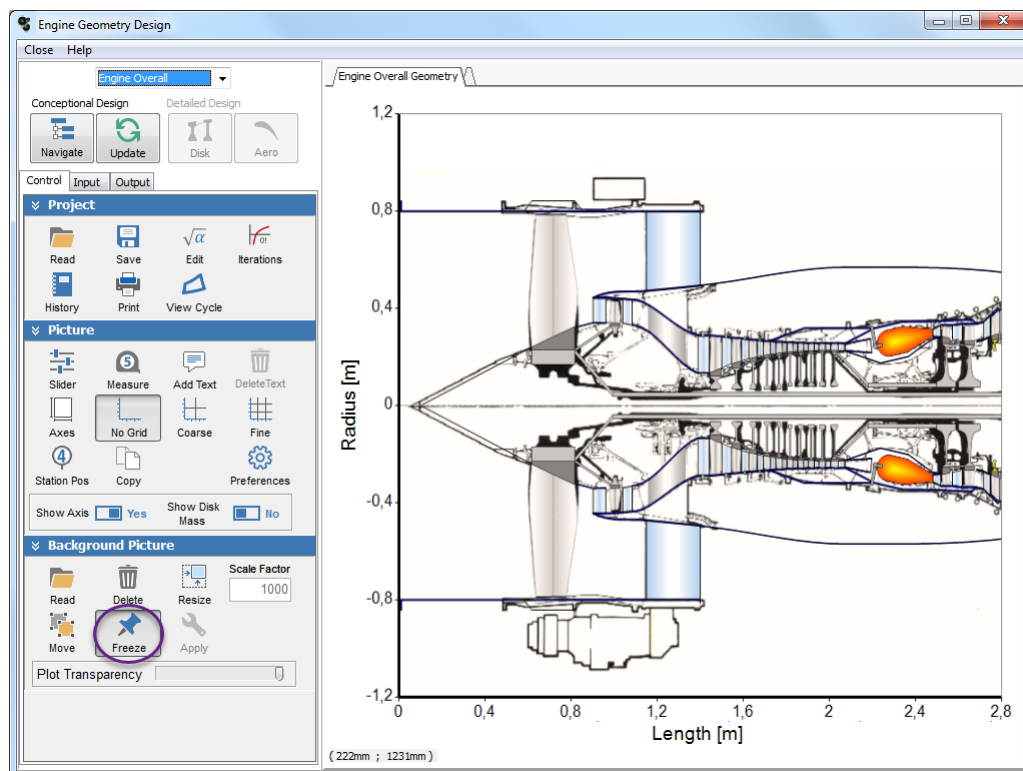 Engine Geometry Design
Close Help
Engine Overall
Conceptional Design Detailed Design
Navigate Update Disk Aero
Control Input Output
Project
Read Save Edit Iterations
History Print View Cycle
Picture
Slider Measure Add Text DeleteText
Axes No Grid Coarse Fine
Station Pos Copy Preferences
Show Axis Yes Show Disk Mass No
Background Picture
Read Delete Resize Scale Factor
1000
Move Freeze Apply
Plot Transparency
Engine Overall Geometry
1,2
0,8
0,4
0
-0,4
-0,8
-1,2
Radius [m]
0 0,4 0,8 1,2 1,6 2 2,4 2,8
Length [m]
(222mm ; 1231mm)